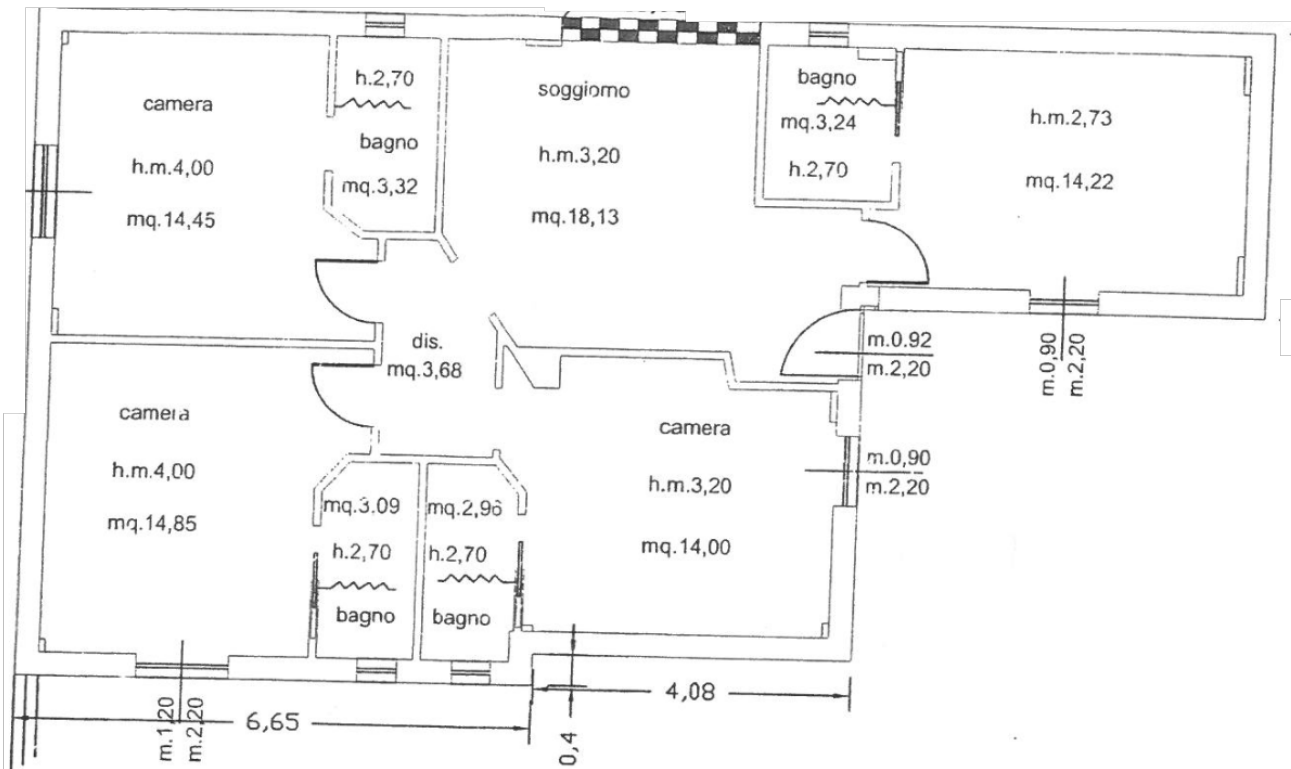 camera
h.m.4,00
mq.14,45
h.2,70
bagno
mq.3,32
soggiorno
h.m.3,20
mq.18,13
bagno
mq.3,24
h.2,70
h.m.2,73
mq.14,22
dis.
mq.3,68
m.0.92
m.2,20
m.0,90
m.2,20
camera
h.m.4,00
mq.14,85
mq.3.09
h.2,70
bagno
mq.2,96
h.2,70
bagno
camera
h.m.3,20
mq.14,00
m.0,90
m.2,20
m.1,20
m.2,20
6,65
0,4
4,08